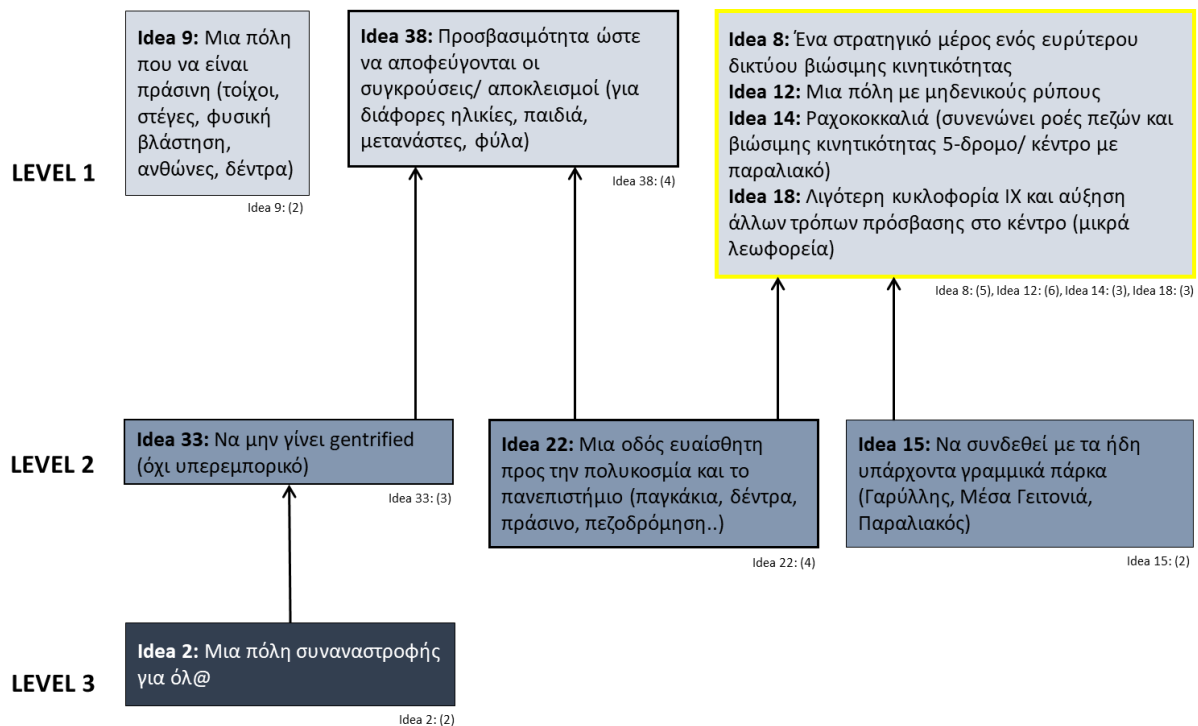 LEVEL 1
Idea 9: Μια πόλη
που να είναι
πράσινη (τοίχοι,
στέγες, φυσική
βλάστηση,
ανθώνες, δέντρα)
Idea 9: (2)
Idea 38: Προσβασιμότητα ώστε
να αποφεύγονται οι
συγκρούσεις/ αποκλεισμοί (για
διάφορες ηλικίες, παιδιά,
μετανάστες, φύλα)
Idea 38: (4)
Idea 8: Ένα στρατηγικό μέρος ενός ευρύτερου
δικτύου βιώσιμης κινητικότητας
Idea 12: Μια πόλη με μηδενικούς ρύπους
Idea 14: Ραχοκοκκαλιά (συνενώνει ροές πεζών και
βιώσιμης κινητικότητας 5-δρομο/ κέντρο με
παραλιακό)
Idea 18: Λιγότερη κυκλοφορία ΙΧ και αύξηση
άλλων τρόπων πρόσβασης στο κέντρο (μικρά
λεωφορεία)
Idea 8: (5), Idea 12: (6), Idea 14: (3), Idea 18: (3)
LEVEL 2
Idea 33: Να μην γίνει gentrified
(όχι υπερεμπορικό)
Idea 33: (3)
Idea 22: Μια οδός ευαίσθητη
προς την πολυκοσμία και το
πανεπιστήμιο (παγκάκια, δέντρα,
πράσινο, πεζοδρόμηση..)
Idea 22: (4)
Idea 15: Να συνδεθεί με τα ήδη
υπάρχοντα γραμμικά πάρκα
(Γαρύλλης, Μέσα Γειτονιά,
Παραλιακός)
Idea 15: (2)
LEVEL 3
Idea 2: Μια πόλη συναναστροφής
για όλ@
Idea 2: (2)